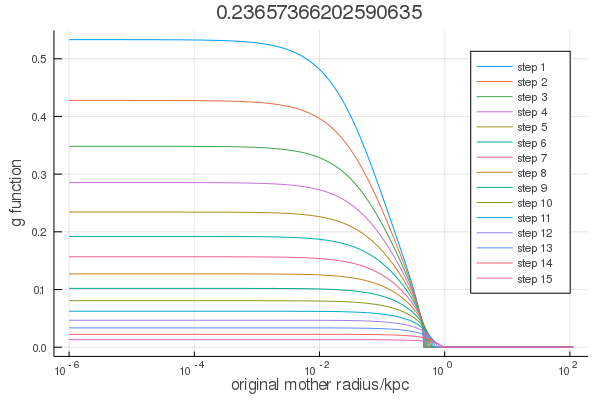 0.23657366202590635
g function
0.5
0.4
0.3
0.2
0.1
0.0
10^-6
10^-4
10^-2
10^0
10^2
original mother radius/kpc
step 1
step 2
step 3
step 4
step 5
step 6
step 7
step 8
step 9
step 10
step 11
step 12
step 13
step 14
step 15